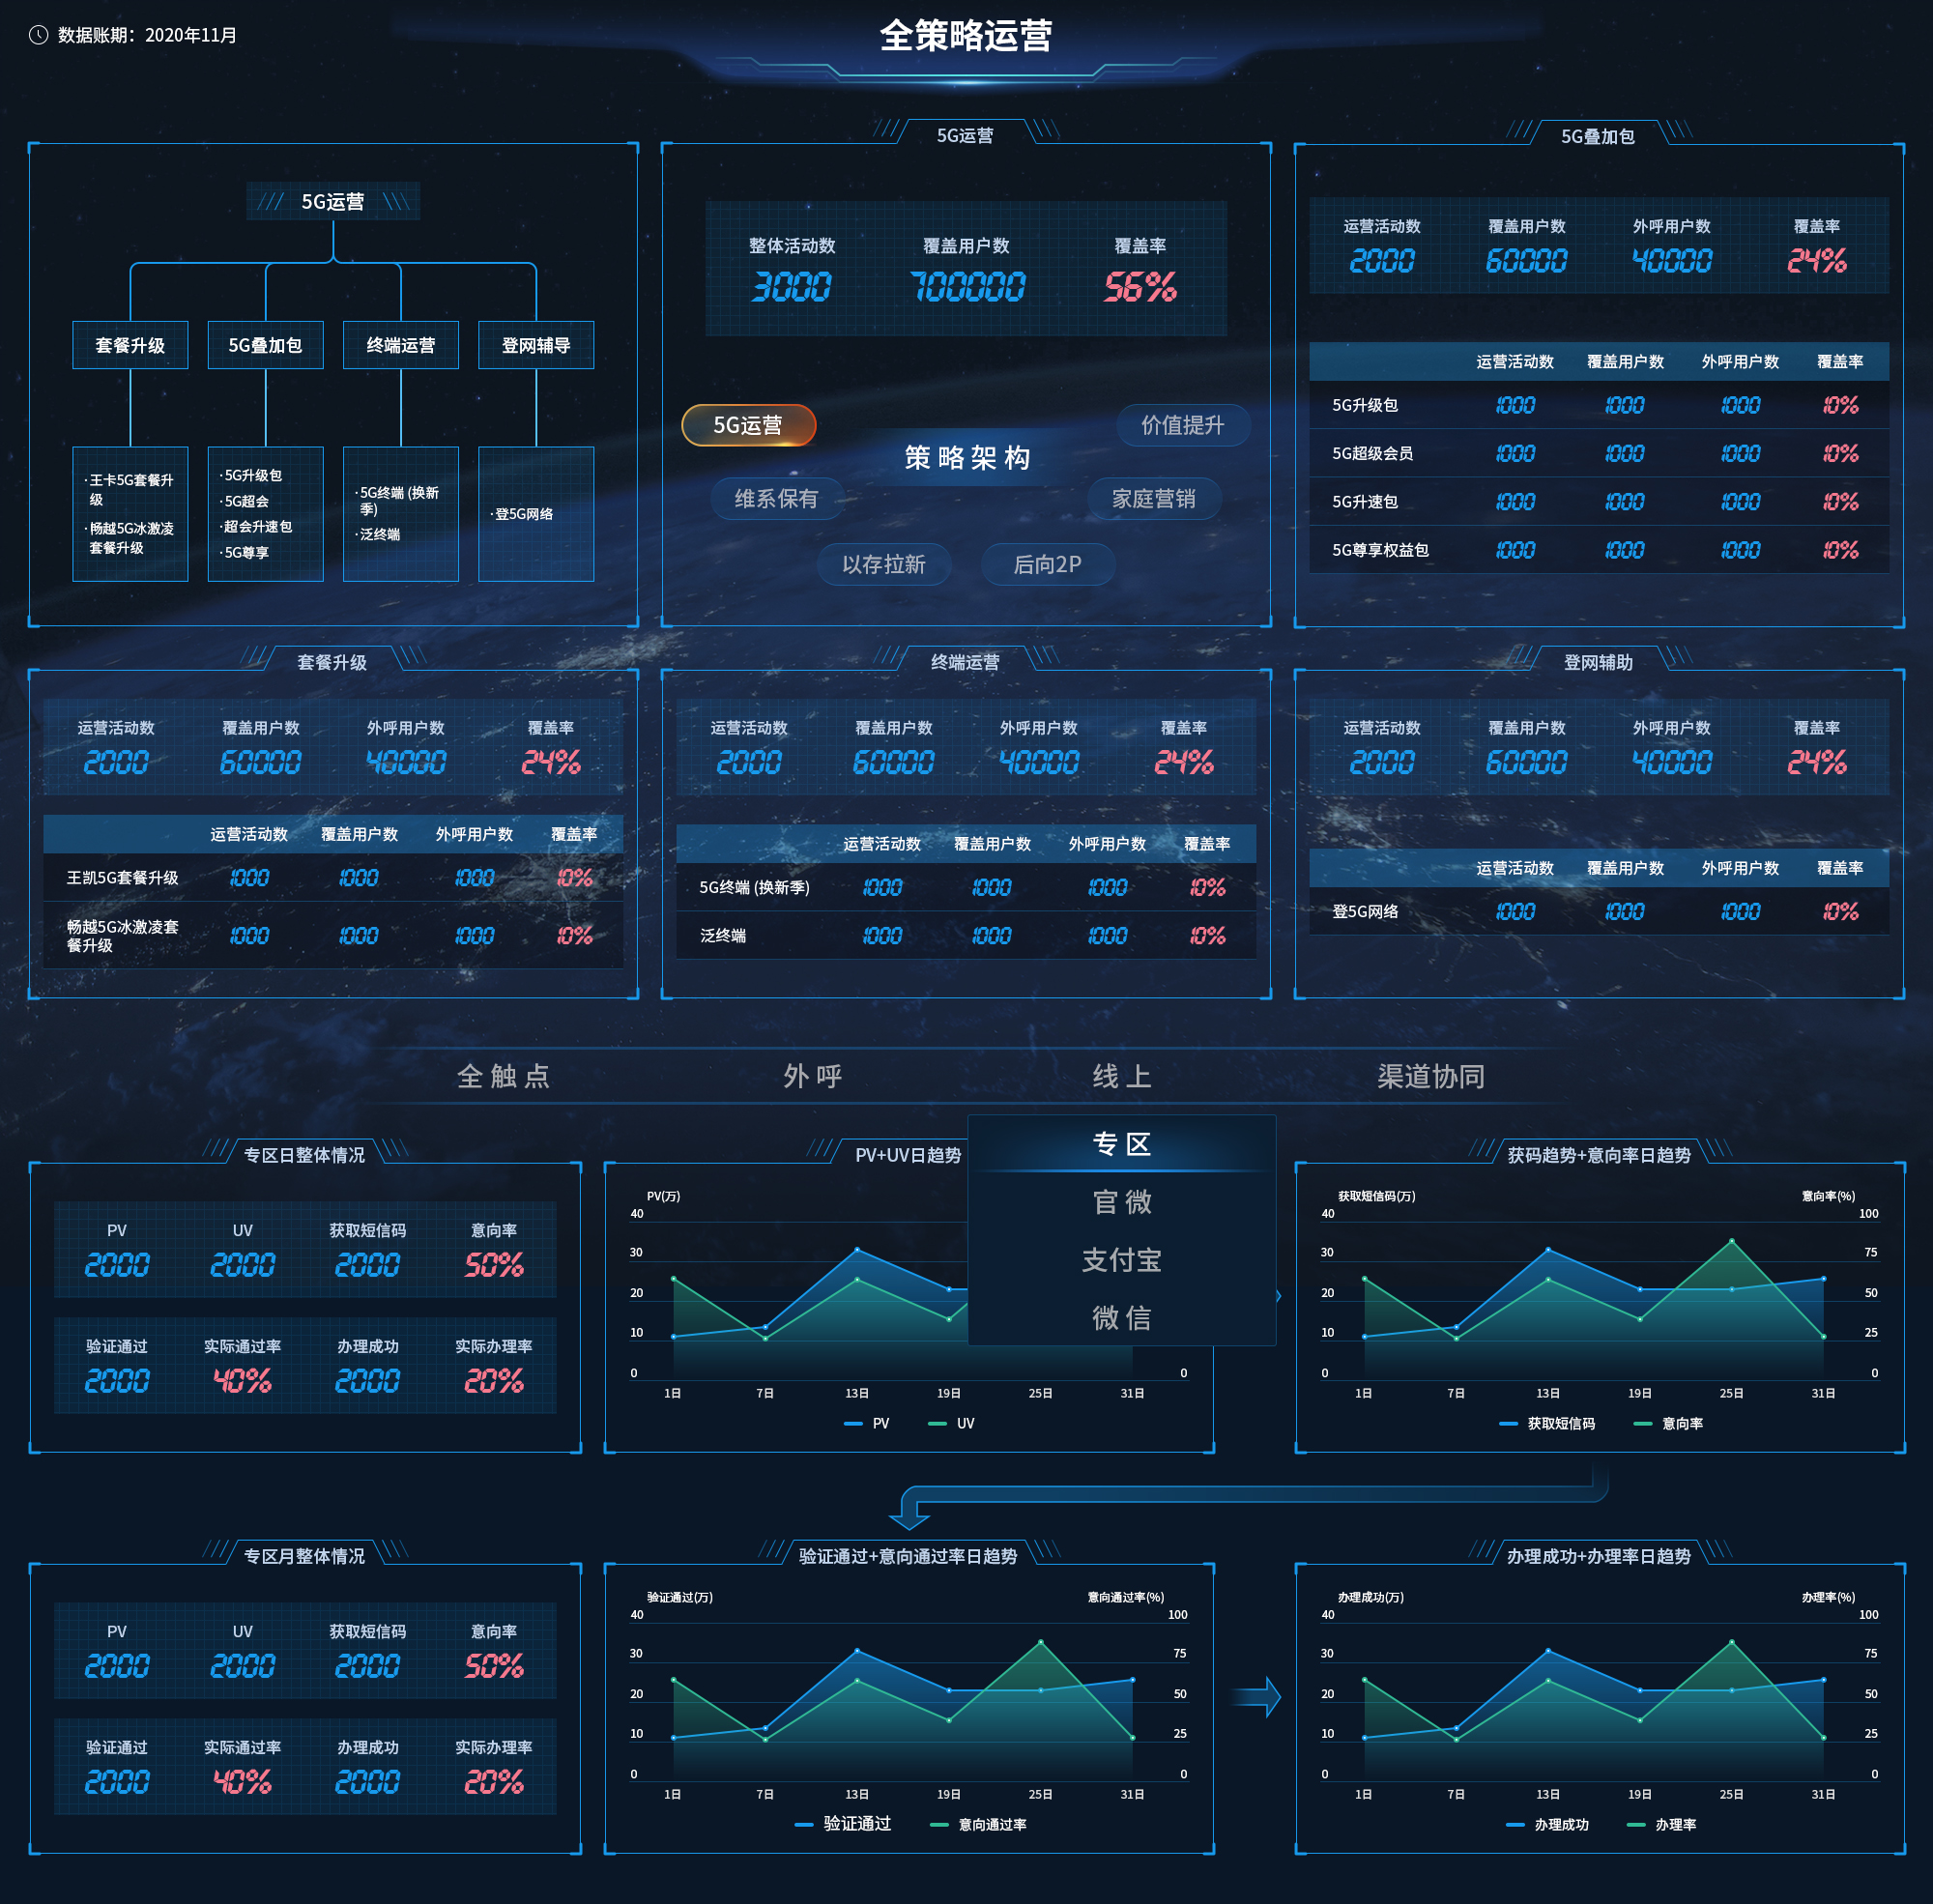 数据账期：2020年11月
全策略运营
5G运营
套餐升级
5G叠加包
终端运营
登网辅导
·王卡5G套餐升
级
·畅越5G冰激凌
套餐升级
·5G升级包
·5G超会
·超会升速包
·5G尊享
·5G终端 (换新
季)
·泛终端
·登5G网络
5G运营
整体活动数 覆盖用户数 覆盖率
3000 700000 56%
5G运营
价值提升
策略架构
维系保有
家庭营销
以存拉新
后向2P
5G叠加包
运营活动数 覆盖用户数 外呼用户数 覆盖率
2000 60000 40000 24%
运营活动数 覆盖用户数 外呼用户数 覆盖率
5G升级包 1000 1000 1000 10%
5G超级会员 1000 1000 1000 10%
5G升速包 1000 1000 1000 10%
5G尊享权益包 1000 1000 1000 10%
套餐升级
运营活动数 覆盖用户数 外呼用户数 覆盖率
2000 60000 40000 24%
运营活动数 覆盖用户数 外呼用户数 覆盖率
王凯5G套餐升级 1000 1000 1000 10%
畅越5G冰激凌套
餐升级 1000 1000 1000 10%
终端运营
运营活动数 覆盖用户数 外呼用户数 覆盖率
2000 60000 40000 24%
运营活动数 覆盖用户数 外呼用户数 覆盖率
5G终端 (换新季) 1000 1000 1000 10%
泛终端 1000 1000 1000 10%
登网辅助
运营活动数 覆盖用户数 外呼用户数 覆盖率
2000 60000 40000 24%
运营活动数 覆盖用户数 外呼用户数 覆盖率
登5G网络 1000 1000 1000 10%
全触点 外呼 线上 渠道协同
专区
官微
支付宝
微信
专区日整体情况
PV UV 获取短信码 意向率
2000 2000 2000 50%
验证通过 实际通过率 办理成功 实际办理率
2000 40% 2000 20%
PV+UV日趋势
PV(万)
40
30
20
10
0 0
1日 7日 13日 19日 25日 31日
PV UV
获码趋势+意向率日趋势
获取短信码(万) 意向率(%)
40 100
30 75
20 50
10 25
0 0
1日 7日 13日 19日 25日 31日
获取短信码 意向率
专区月整体情况
PV UV 获取短信码 意向率
2000 2000 2000 50%
验证通过 实际通过率 办理成功 实际办理率
2000 40% 2000 20%
验证通过+意向通过率日趋势
验证通过(万) 意向通过率(%)
40 100
30 75
20 50
10 25
0 0
1日 7日 13日 19日 25日 31日
验证通过 意向通过率
办理成功+办理率日趋势
办理成功(万) 办理率(%)
40 100
30 75
20 50
10 25
0 0
1日 7日 13日 19日 25日 31日
办理成功 办理率